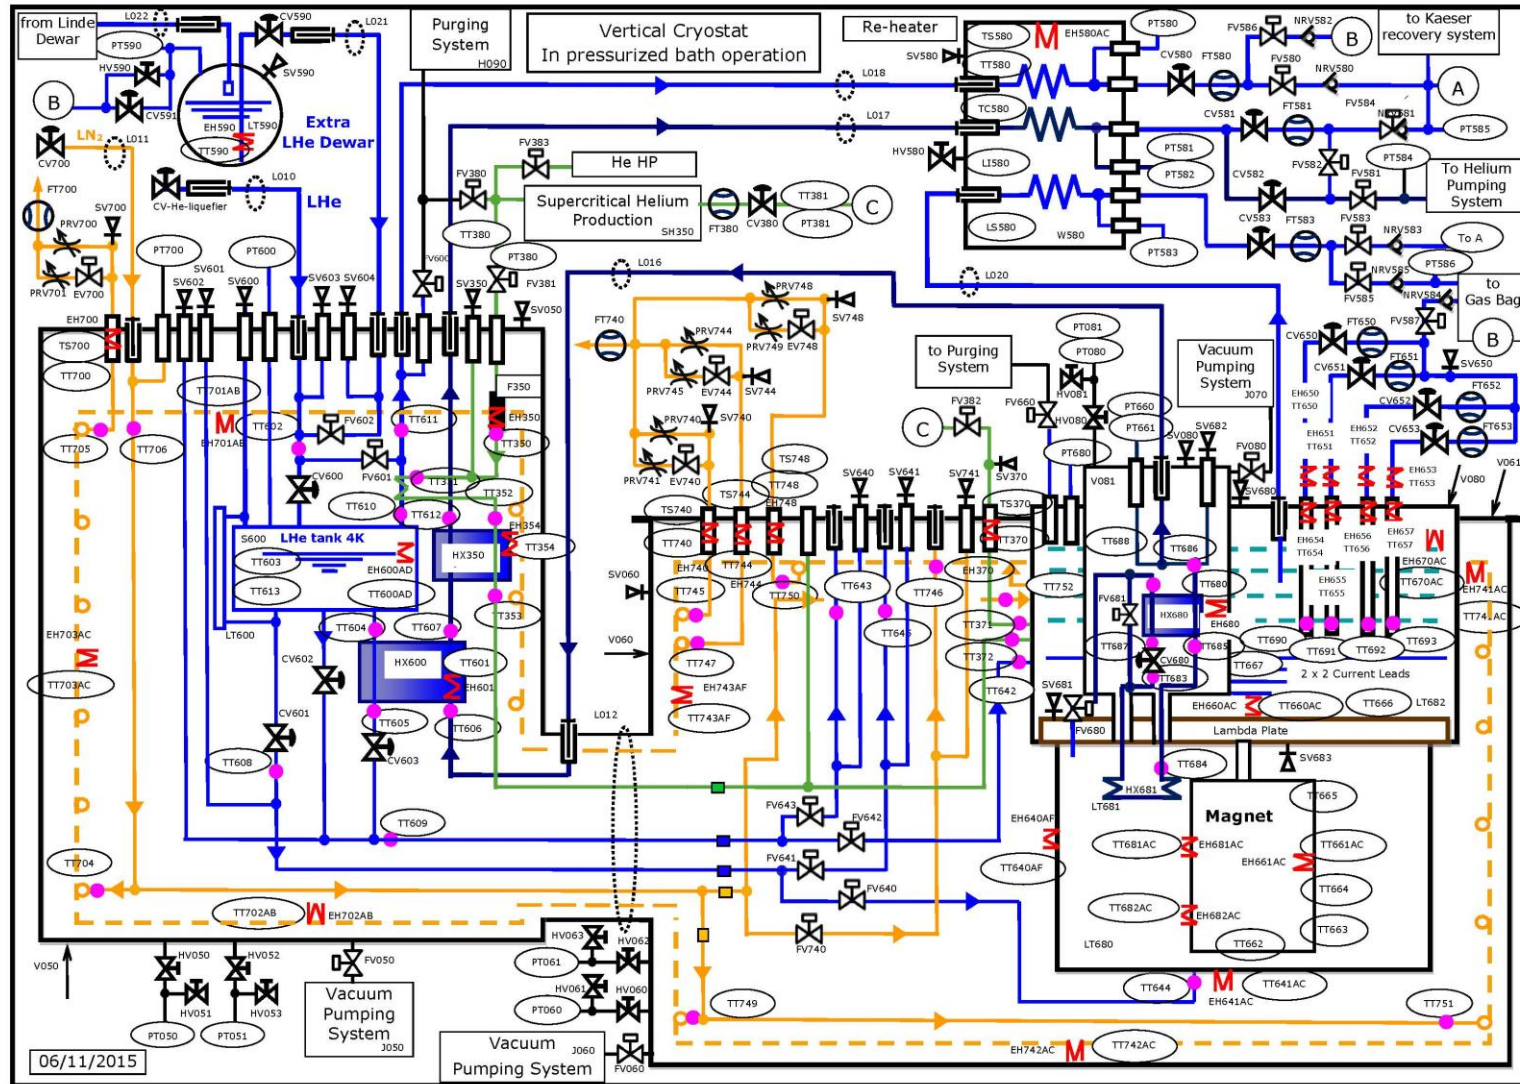 from Linde
Dewar
L022
CV590
L021
PT590
HV590
SV590
B
CV591
EH590
LT590
TT590
Extra
LHe Dewar
LN₂
L011
CV700
L010
CV-He-liquefier
LHe
FT700
SV700
PRV700
PRV701
EV700
Purging
System
H090
Vertical Cryostat
In pressurized bath operation
Re-heater
SV580
TS580
TT580
EH580AC
PT580
TC580
HV580
LI580
LS580
W580
PT581
PT582
PT583
L018
L017
CV580
FT580
FV586
NRV582
B
FV580
NRV580
to Kaeser
recovery system
A
FV584
CV581
FT581
PT585
FV582
PT584
CV582
FV581
To Helium
Pumping
System
CV583
FT583
FV583
NRV583
To A
PT586
FV585
NRV585
NRV584
to
Gas Bag
B
FV587
FV383
He HP
FV380
Supercritical Helium
Production
SH350
FT380
CV380
TT381
PT381
C
TT380
PT380
FV600
FV381
SV350
SV050
L016
L020
PT700
SV601
SV602
SV600
PT600
SV603
SV604
EH700
TS700
TT700
TT701AB
EH701AB
TT602
FV602
TT611
CV600
FV601
F350
EH350
TT350
TT351
TT352
TT705
TT706
TT610
TT612
EH354
TT354
S600
LHe tank 4K
TT603
TT613
EH600AD
TT600AD
HX350
TT353
LT600
TT604
TT607
CV602
HX600
TT601
EH601
TT605
TT606
CV601
CV603
TT608
TT609
EH703AC
TT703AC
TT704
TT702AB
EH702AB
L012
FT740
PRV748
SV748
PRV749
EV748
PRV744
PRV745
EV744
SV744
PRV740
SV740
PRV741
EV740
TS748
TT748
TS744
EH748
TS740
TT740
EH740
TT744
EH744
TT745
TT750
SV060
V060
TT747
EH743AF
TT743AF
to Purging
System
FV382
C
SV370
SV640
SV641
SV741
TS370
TT370
EH370
TT643
TT746
TT645
TT371
TT372
TT642
TT752
PT081
PT080
HV081
FV660
HV080
PT660
PT661
PT680
V081
SV080
SV682
SV680
FV080
Vacuum
Pumping
System
J070
CV650
FT650
CV651
FT651
SV650
EH650
TT650
EH651
TT651
EH652
TT652
CV652
FT652
CV653
FT653
EH653
TT653
V080
V061
EH654
TT654
EH656
TT656
EH657
TT657
EH655
TT655
EH670AC
TT670AC
EH741AC
TT741AC
TT688
TT686
FV681
TT680
HX680
EH680
TT687
TT685
CV680
TT683
TT690
TT667
TT691
TT692
TT693
2 x 2 Current Leads
SV681
FV680
EH660AC
TT660AC
TT666
LT682
Lambda Plate
SV683
TT684
HX681
LT681
TT665
Magnet
TT681AC
EH681AC
EH661AC
TT661AC
TT664
TT682AC
EH682AC
TT663
TT662
LT680
EH640AF
TT640AF
TT644
EH641AC
TT641AC
FV643
FV642
FV641
FV640
FV740
TT749
TT751
EH742AC
TT742AC
V050
HV050
HV051
HV052
HV053
PT050
PT051
FV050
Vacuum
Pumping
System
J050
HV063
HV062
PT061
HV061
HV060
PT060
Vacuum
Pumping System
J060
FV060
06/11/2015